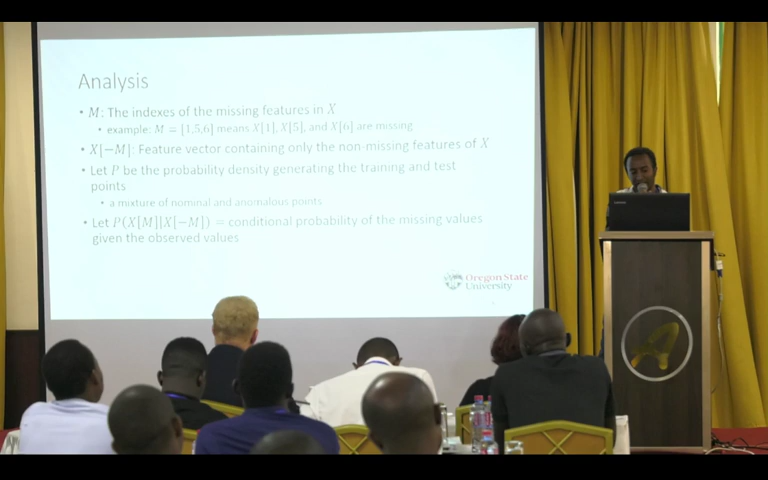 Analysis
• M: The indexes of the missing features in X
• example: M = [1,5,6] means X[1], X[5], and X[6] are missing
• X[−M]: Feature vector containing only the non-missing features of X
• Let P be the probability density generating the training and test
points
• a mixture of nominal and anomalous points
• Let P(X[M]|X[−M]) = conditional probability of the missing values
given the observed values
Oregon State
University